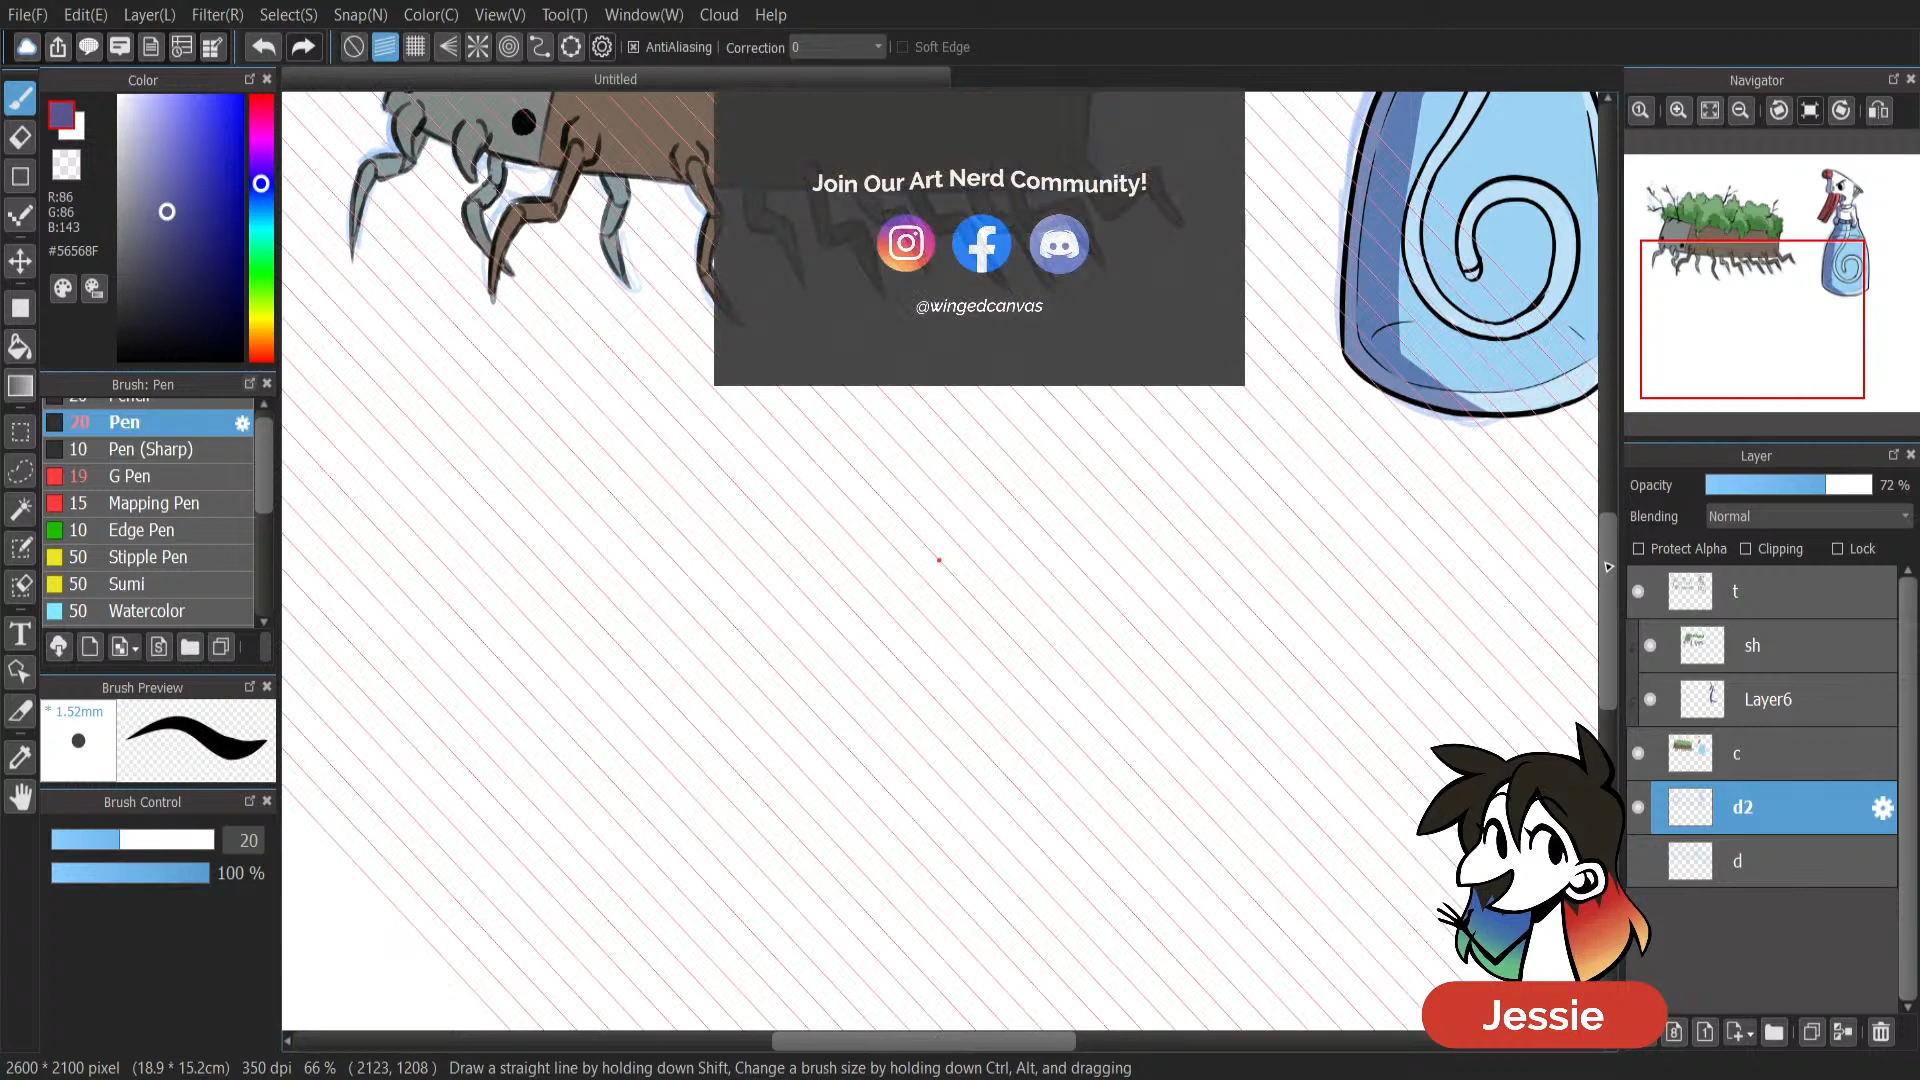 File(F) Edit(E) Layer(L) Filter(R) Select(S) Snap(N) Color(C) View(V) Tool(T) Window(W) Cloud Help
AntiAliasing Correction 0 Soft Edge
Color
Untitled
Navigator
R:86
G:86
B:143
#56568F
Brush: Pen
20 Pen
10 Pen (Sharp)
19 G Pen
15 Mapping Pen
10 Edge Pen
50 Stipple Pen
50 Sumi
50 Watercolor
Brush Preview
* 1.52mm
Brush Control
20
100 %
Join Our Art Nerd Community!
@wingedcanvas
Layer
Opacity 72 %
Blending Normal
Protect Alpha Clipping Lock
t
sh
Layer6
c
d2
d
Jessie
2600 * 2100 pixel (18.9 * 15.2cm) 350 dpi 66 % ( 2123, 1208 ) Draw a straight line by holding down Shift, Change a brush size by holding down Ctrl, Alt, and dragging